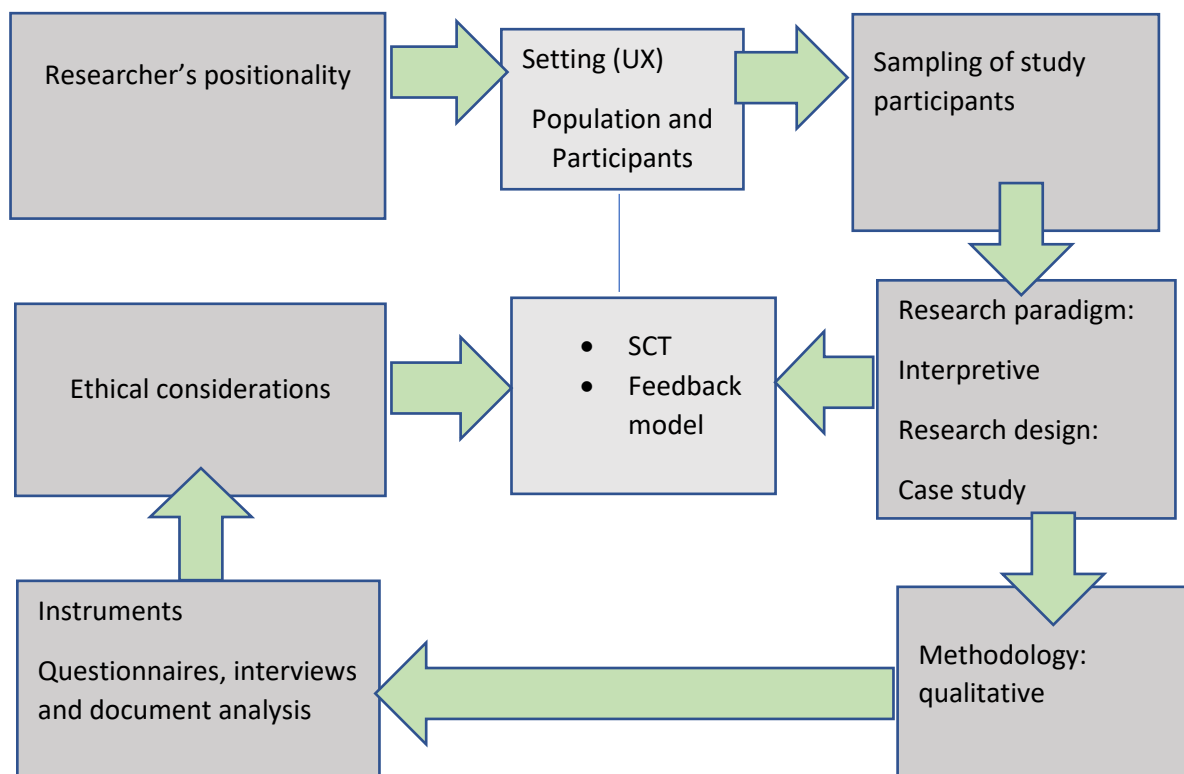 Researcher’s positionality
Setting (UX)
Population and
Participants
Sampling of study
participants
Ethical considerations
• SCT
• Feedback
model
Research paradigm:
Interpretive
Research design:
Case study
Instruments
Questionnaires, interviews
and document analysis
Methodology:
qualitative